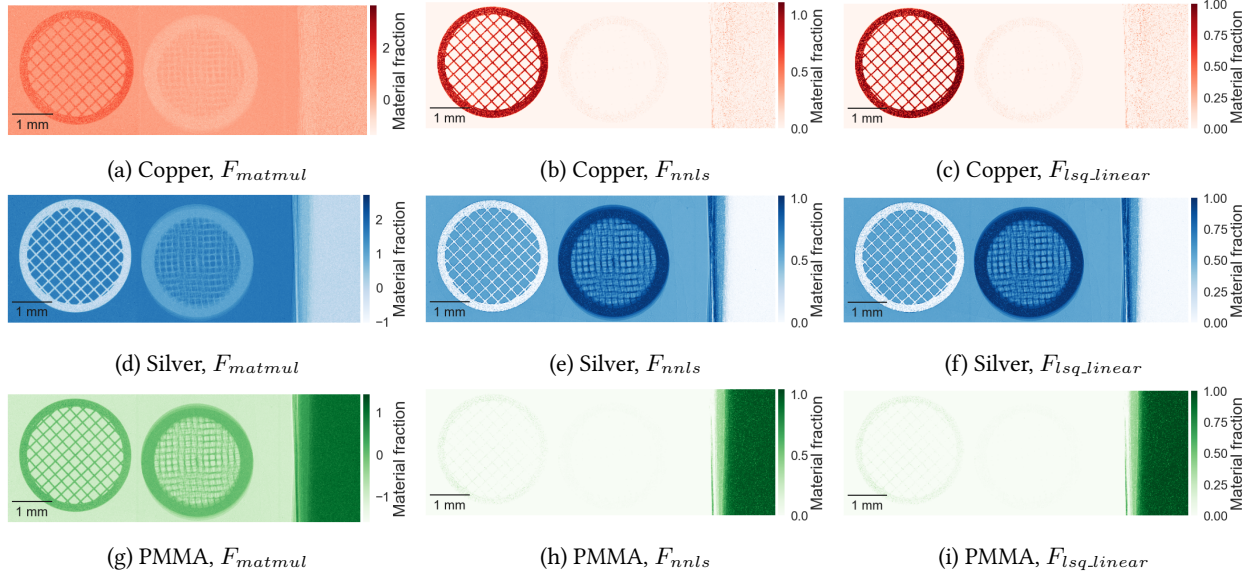 2
0
Material fraction
1 mm
1.0
0.5
0.0
Material fraction
1 mm
1.00
0.75
0.50
0.25
0.00
Material fraction
1 mm
(a) Copper, F_matmul
(b) Copper, F_nnls
(c) Copper, F_lsq_linear
2
1
0
−1
Material fraction
1 mm
1.0
0.5
0.0
Material fraction
1 mm
1.00
0.75
0.50
0.25
0.00
Material fraction
1 mm
(d) Silver, F_matmul
(e) Silver, F_nnls
(f) Silver, F_lsq_linear
1
0
−1
Material fraction
1 mm
1.0
0.5
0.0
Material fraction
1 mm
1.00
0.75
0.50
0.25
0.00
Material fraction
1 mm
(g) PMMA, F_matmul
(h) PMMA, F_nnls
(i) PMMA, F_lsq_linear